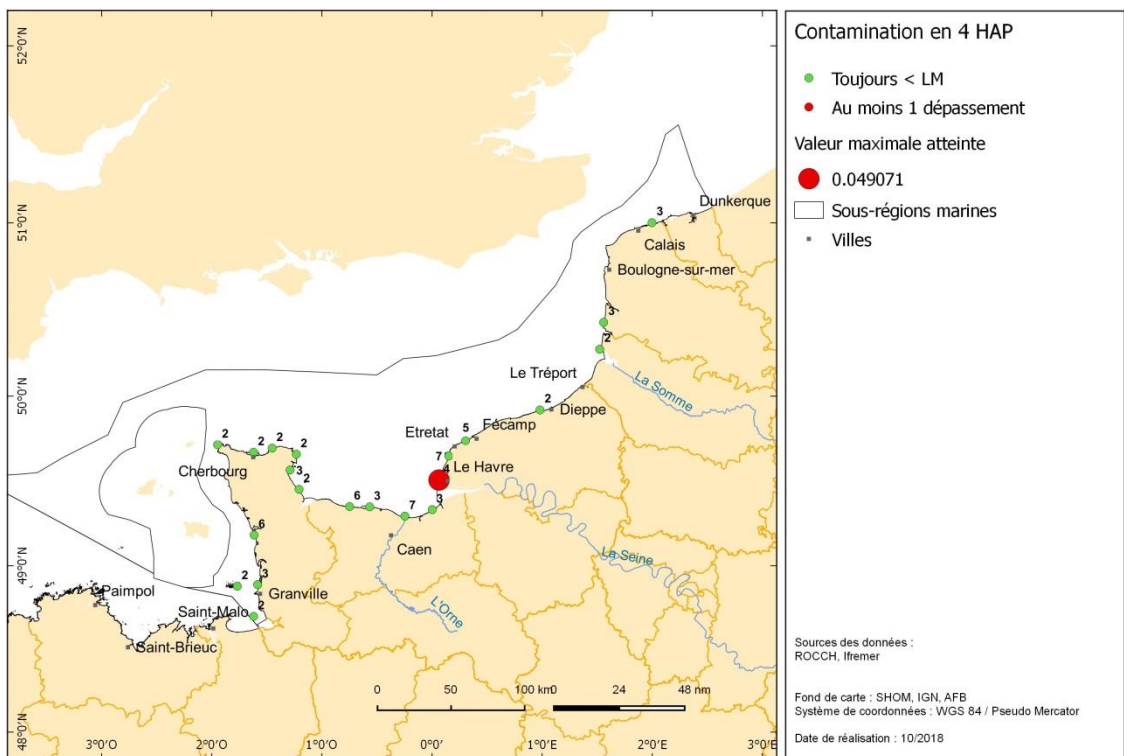 Contamination en 4 HAP
Toujours < LM
Au moins 1 dépassement
Valeur maximale atteinte
0.049071
Sous-régions marines
Villes
Sources des données :
ROCCH, Ifremer
Fond de carte : SHOM, IGN, AFB
Système de coordonnées : WGS 84 / Pseudo Mercator
Date de réalisation : 10/2018
52°0'N
51°0'N
50°0'N
49°0'N
48°0'N
3°0'
2°0'
1°0'
0°0'
1°0'E
2°0'E
3°0'E
3
Dunkerque
Calais
Boulogne-sur-mer
3
2
Le Tréport
La Somme
2
Dieppe
5
Fécamp
Etretat
7
Le Havre
4
2
2
2
2
Cherbourg
3
2
6
3
7
3
Caen
La Seine
L'Orne
6
2
3
Granville
2
Paimpol
Saint-Malo
Saint-Brieuc
0
50
100 km
0
24
48 nm